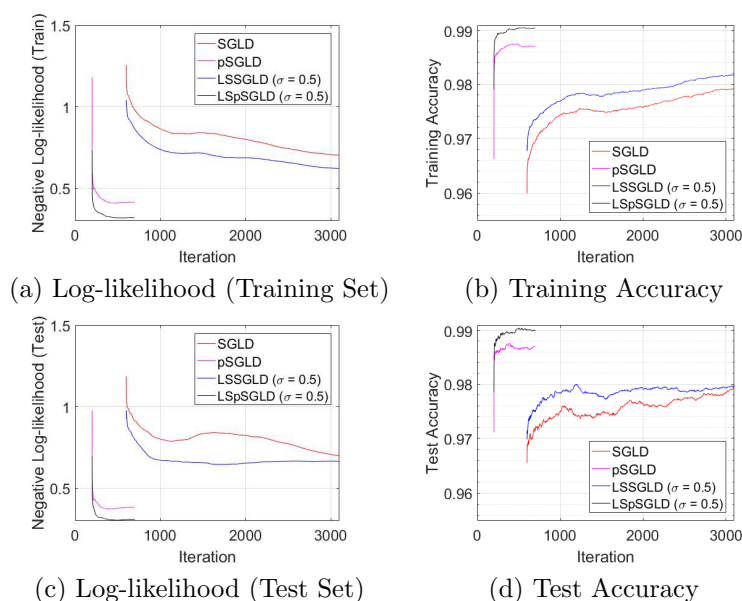 1.5
1
0.5
Negative Log-likelihood (Train)
SGLD
pSGLD
LSSGLD (σ = 0.5)
LSpSGLD (σ = 0.5)
1000 2000 3000
Iteration
(a) Log-likelihood (Training Set)
0.99
0.98
0.97
0.96
Training Accuracy
SGLD
pSGLD
LSSGLD (σ = 0.5)
LSpSGLD (σ = 0.5)
0 1000 2000 3000
Iteration
(b) Training Accuracy
1.5
1
0.5
Negative Log-likelihood (Test)
SGLD
pSGLD
LSSGLD (σ = 0.5)
LSpSGLD (σ = 0.5)
1000 2000 3000
Iteration
(c) Log-likelihood (Test Set)
0.99
0.98
0.97
0.96
Test Accuracy
SGLD
pSGLD
LSSGLD (σ = 0.5)
LSpSGLD (σ = 0.5)
0 1000 2000 3000
Iteration
(d) Test Accuracy